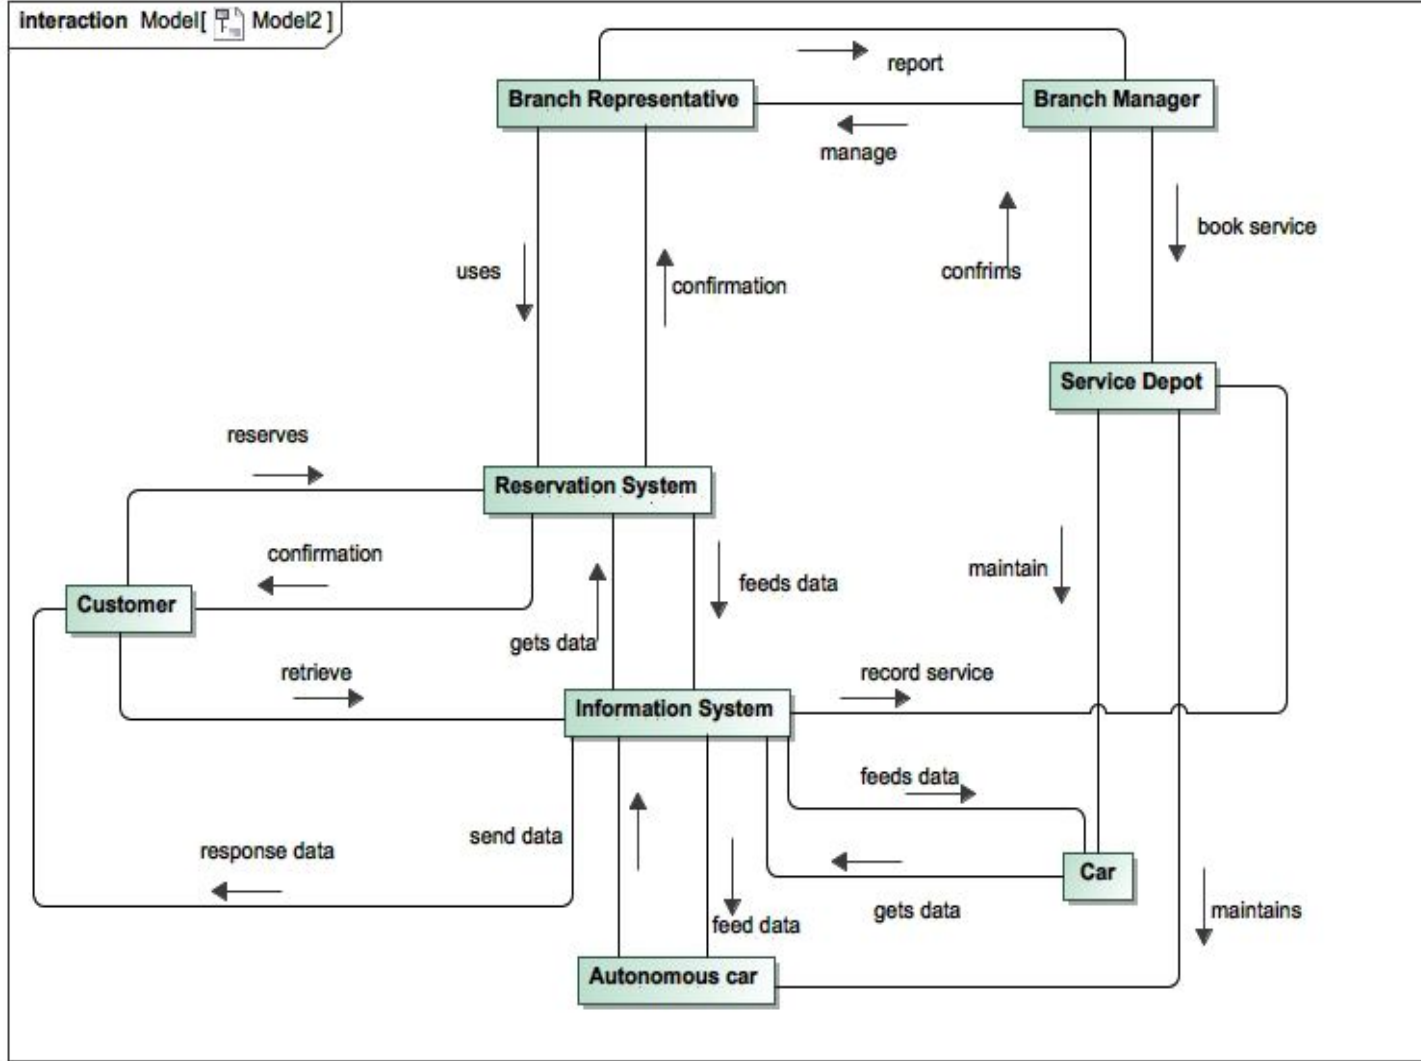 interaction Model[ Model2 ]
report
Branch Representative
Branch Manager
manage
book service
uses
confirmation
confrims
Service Depot
reserves
Reservation System
confirmation
feeds data
maintain
Customer
gets data
retrieve
record service
Information System
feeds data
send data
response data
Car
gets data
feed data
maintains
Autonomous car